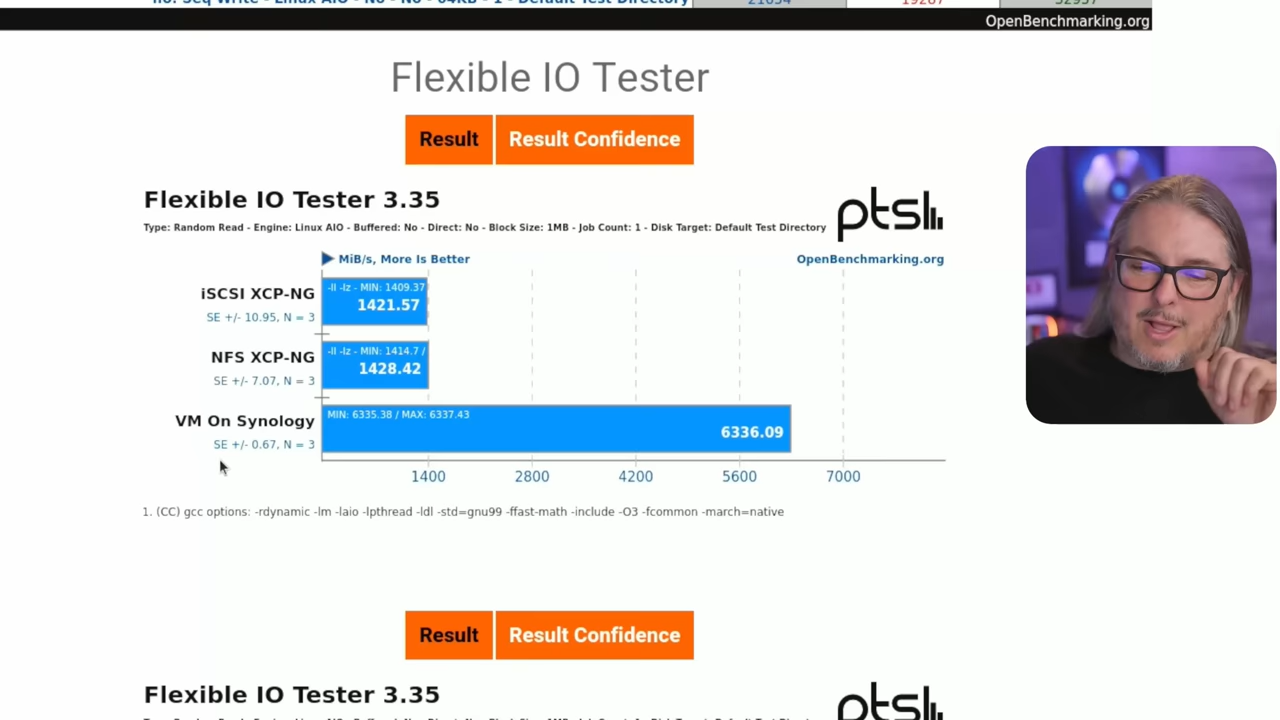 OpenBenchmarking.org
Flexible IO Tester
Result
Result Confidence
Flexible IO Tester 3.35
ptsl
Type: Random Read - Engine: Linux AIO - Buffered: No - Direct: No - Block Size: 1MB - Job Count: 1 - Disk Target: Default Test Directory
MiB/s, More Is Better
OpenBenchmarking.org
iSCSI XCP-NG
SE +/- 10.95, N = 3
-ll -lz - MIN: 1409.37
1421.57
NFS XCP-NG
SE +/- 7.07, N = 3
-ll -lz - MIN: 1414.7 /
1428.42
VM On Synology
SE +/- 0.67, N = 3
MIN: 6335.38 / MAX: 6337.43
6336.09
1400 2800 4200 5600 7000
1. (CC) gcc options: -rdynamic -lm -laio -lpthread -ldl -std=gnu99 -ffast-math -include -O3 -fcommon -march=native
Result
Result Confidence
Flexible IO Tester 3.35